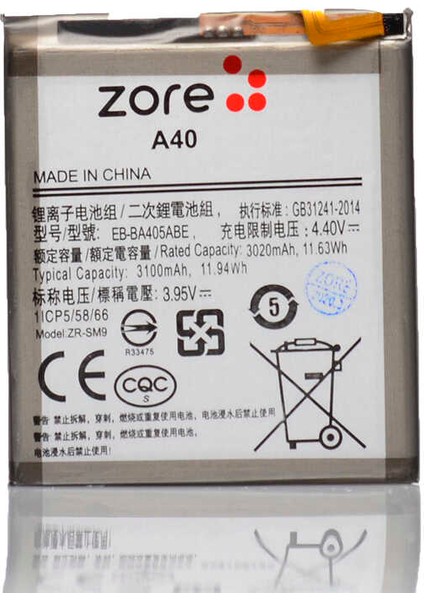 zore
A40
MADE IN CHINA
锂离子电池组/二次鋰電池組, 执行标准:GB31241-2014
型号/型號: EB-BA405ABE, 充电限制电压:4.40V⎓
额定容量/額定容量/Rated Capacity: 3020mAh, 11.63Wh
Typical Capacity: 3100mAh, 11.94Wh
标称电压/標稱電壓: 3.95V⎓
1ICP5/58/66
Model:ZR-SM9
R33475
5
ZORE
2020.3
CE
CQC
S
警告 禁止拆解，穿刺，燃烧或重复使用电池，电池浸水后禁止使用
警告 禁止拆解，穿刺，燃烧或重复使用电池，
电池浸水后禁止使用!